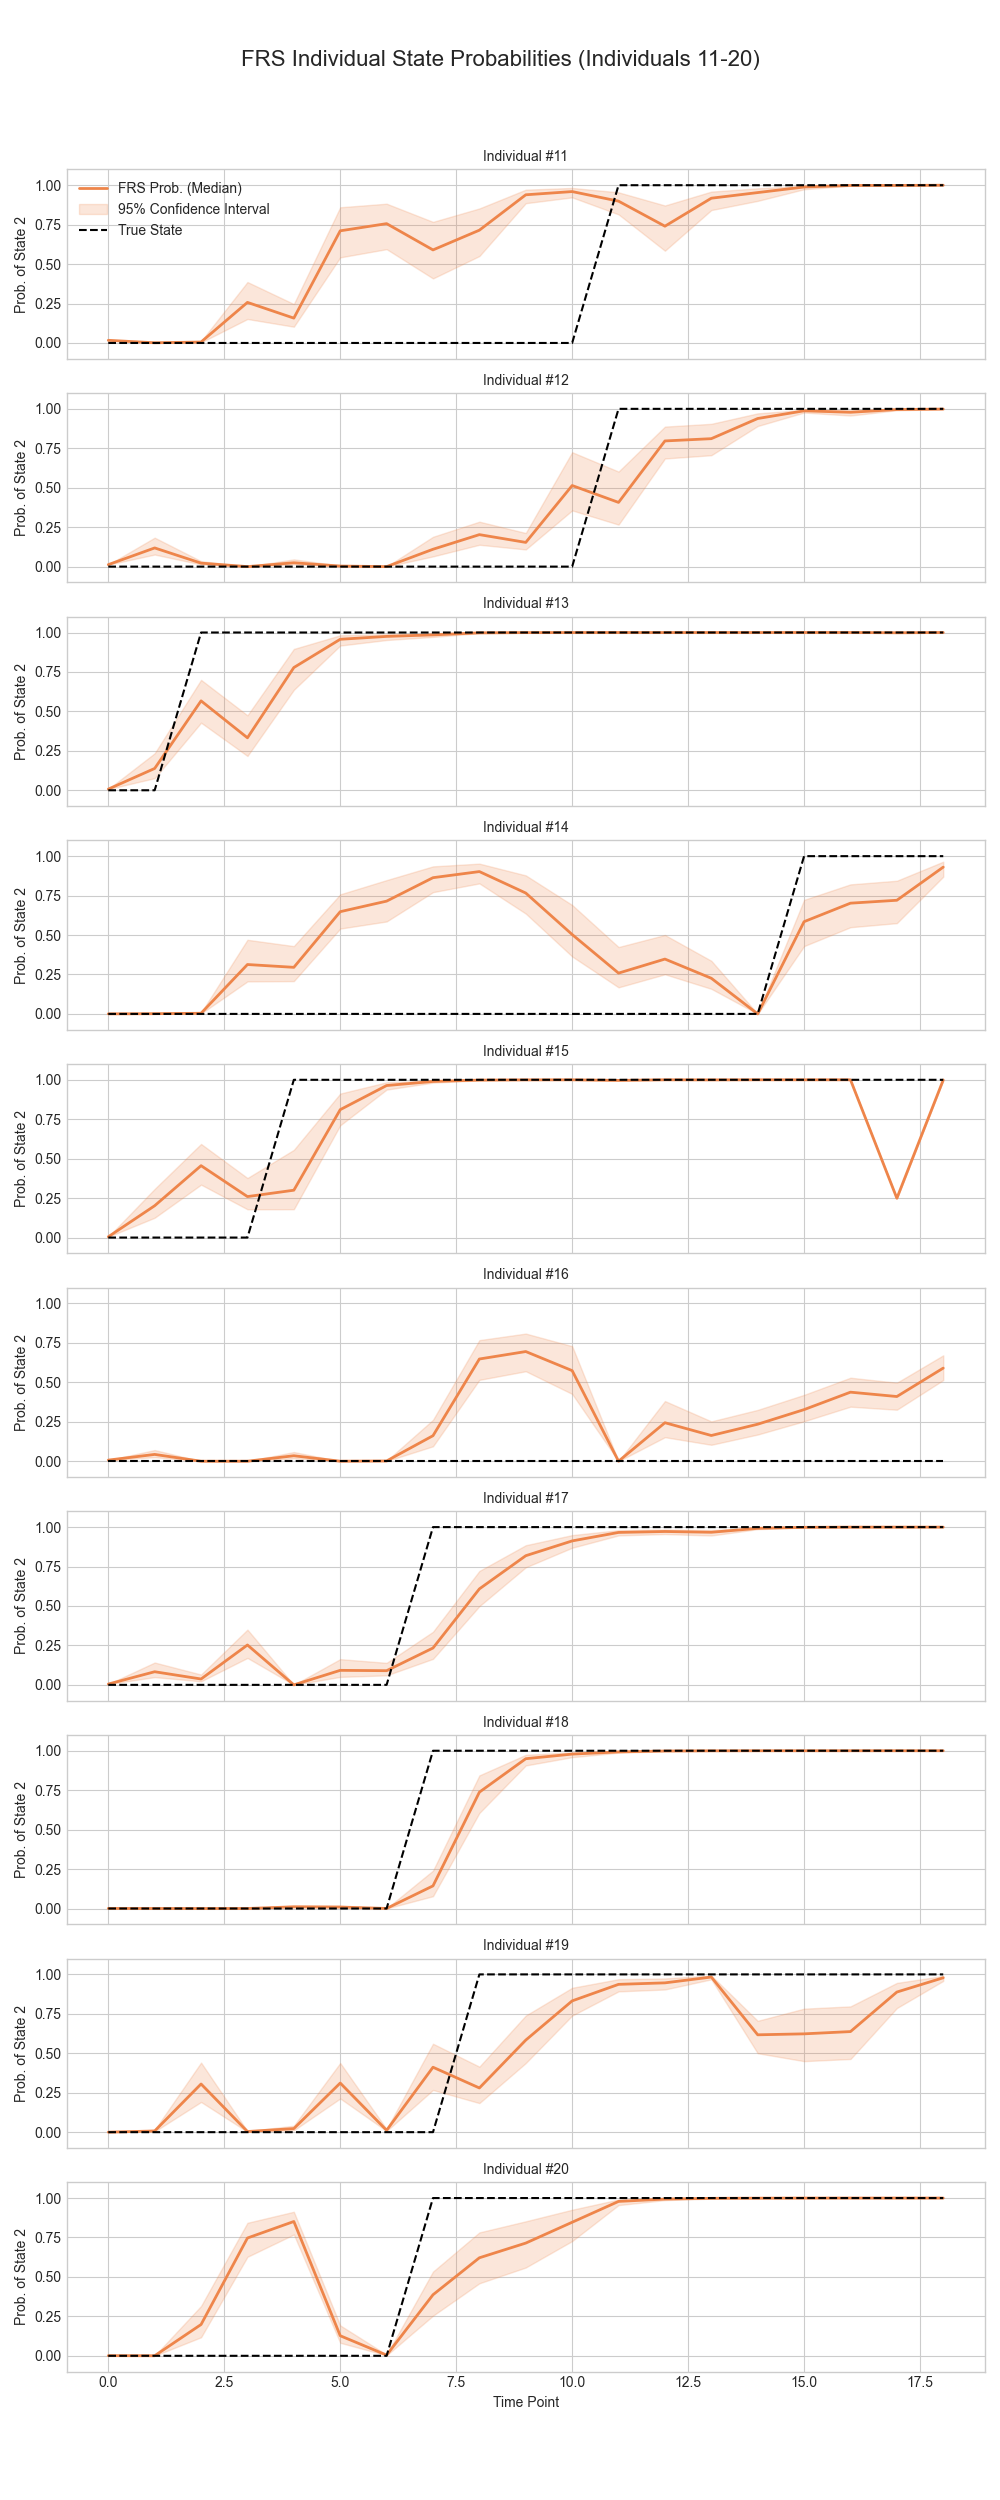 FRS Individual State Probabilities (Individuals 11-20)
Individual #11
Prob. of State 2
1.00
0.75
0.50
0.25
0.00
FRS Prob. (Median)
95% Confidence Interval
True State
Individual #12
Prob. of State 2
1.00
0.75
0.50
0.25
0.00
Individual #13
Prob. of State 2
1.00
0.75
0.50
0.25
0.00
Individual #14
Prob. of State 2
1.00
0.75
0.50
0.25
0.00
Individual #15
Prob. of State 2
1.00
0.75
0.50
0.25
0.00
Individual #16
Prob. of State 2
1.00
0.75
0.50
0.25
0.00
Individual #17
Prob. of State 2
1.00
0.75
0.50
0.25
0.00
Individual #18
Prob. of State 2
1.00
0.75
0.50
0.25
0.00
Individual #19
Prob. of State 2
1.00
0.75
0.50
0.25
0.00
Individual #20
Prob. of State 2
1.00
0.75
0.50
0.25
0.00
0.0 2.5 5.0 7.5 10.0 12.5 15.0 17.5
Time Point